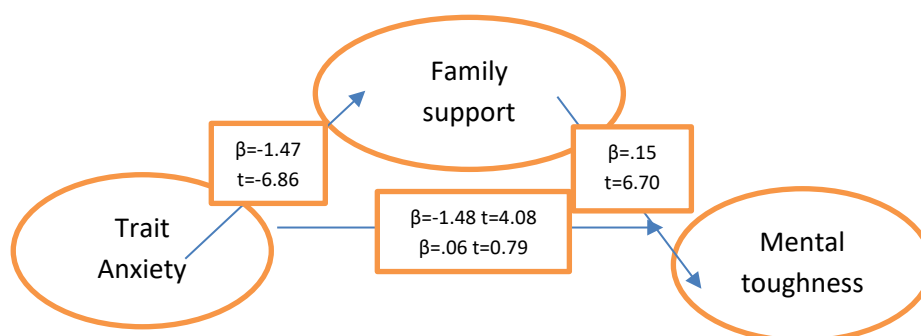 Family
support
β=-1.47
t=-6.86
β=.15
t=6.70
Trait
Anxiety
β=-1.48 t=4.08
β=.06 t=0.79
Mental
toughness